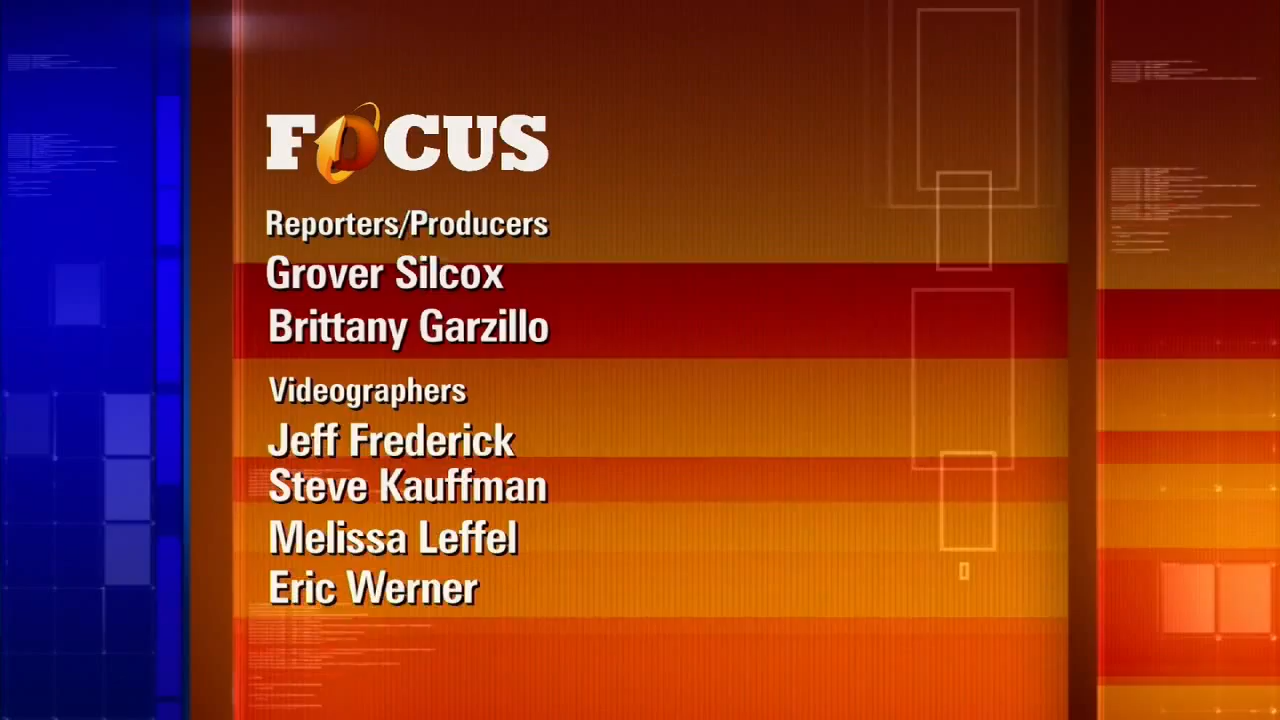 FOCUS
Reporters/Producers
Grover Silcox
Brittany Garzillo
Videographers
Jeff Frederick
Steve Kauffman
Melissa Leffel
Eric Werner